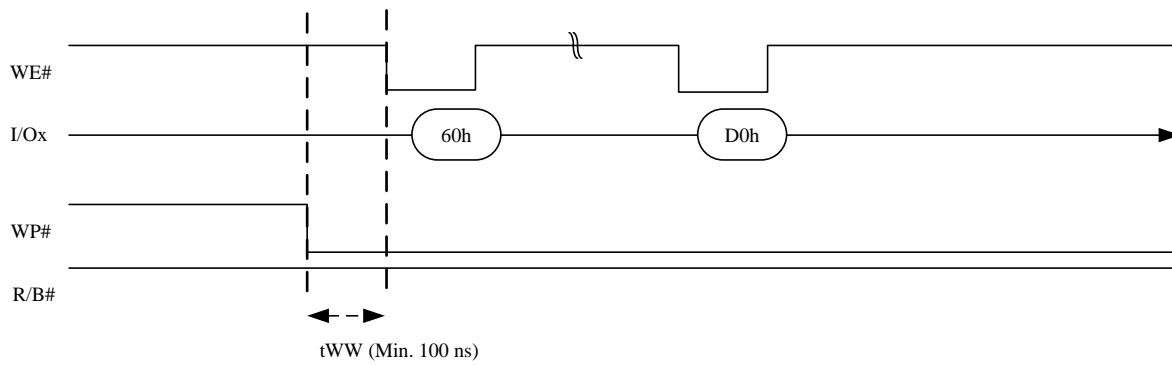 WE#
I/Ox
60h
D0h
WP#
R/B#
tWW (Min. 100 ns)